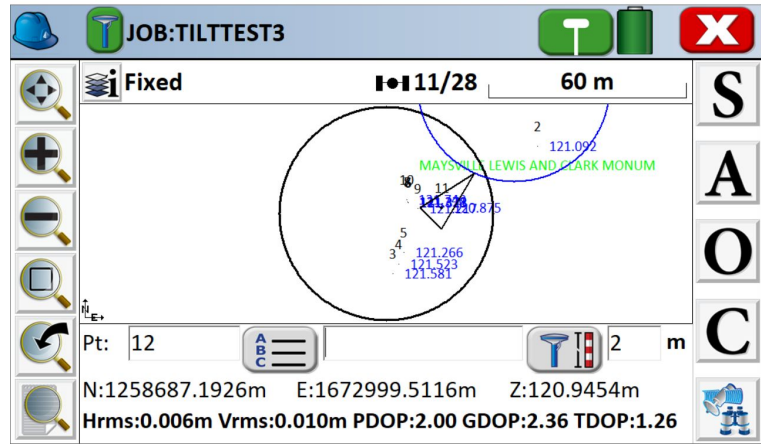 JOB:TILTTEST3
i Fixed 11/28 60 m
S
A
O
C
2
121.092
MAYSVILLE LEWIS AND CLARK MONUM
10
9 11
5
4 121.266
3 121.523
121.581
N
E
Pt: 12 A B C 2 m
N:1258687.1926m E:1672999.5116m Z:120.9454m
Hrms:0.006m Vrms:0.010m PDOP:2.00 GDOP:2.36 TDOP:1.26